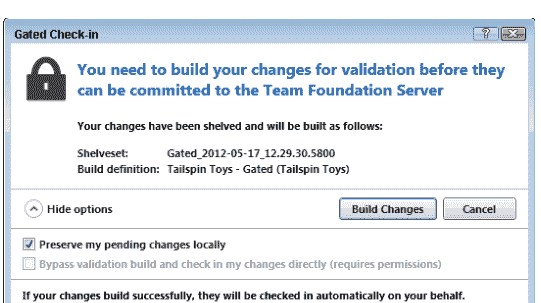 Gated Check-in
You need to build your changes for validation before they
can be committed to the Team Foundation Server
Your changes have been shelved and will be built as follows:
Shelveset: Gated_2012-05-17_12.29.30.5800
Build definition: Tailspin Toys - Gated (Tailspin Toys)
Hide options Build Changes Cancel
Preserve my pending changes locally
Bypass validation build and check in my changes directly (requires permissions)
If your changes build successfully, they will be checked in automatically on your behalf.